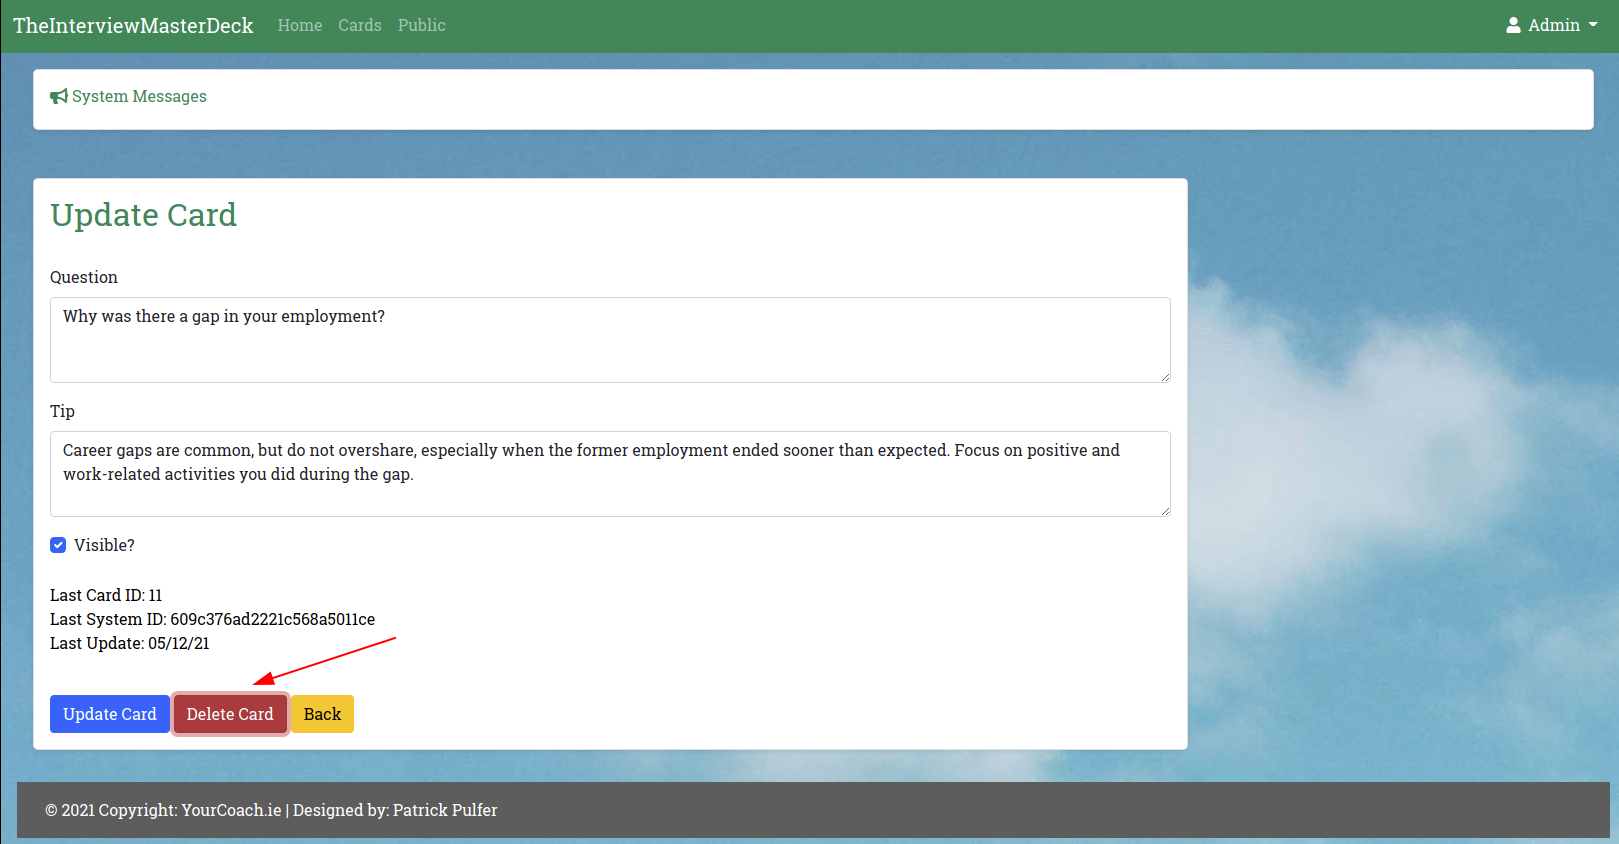 TheInterviewMasterDeck Home Cards Public Admin
System Messages
Update Card
Question
Why was there a gap in your employment?
Tip
Career gaps are common, but do not overshare, especially when the former employment ended sooner than expected. Focus on positive and
work-related activities you did during the gap.
Visible?
Last Card ID: 11
Last System ID: 609c376ad2221c568a5011ce
Last Update: 05/12/21
Update Card Delete Card Back
© 2021 Copyright: YourCoach.ie | Designed by: Patrick Pulfer